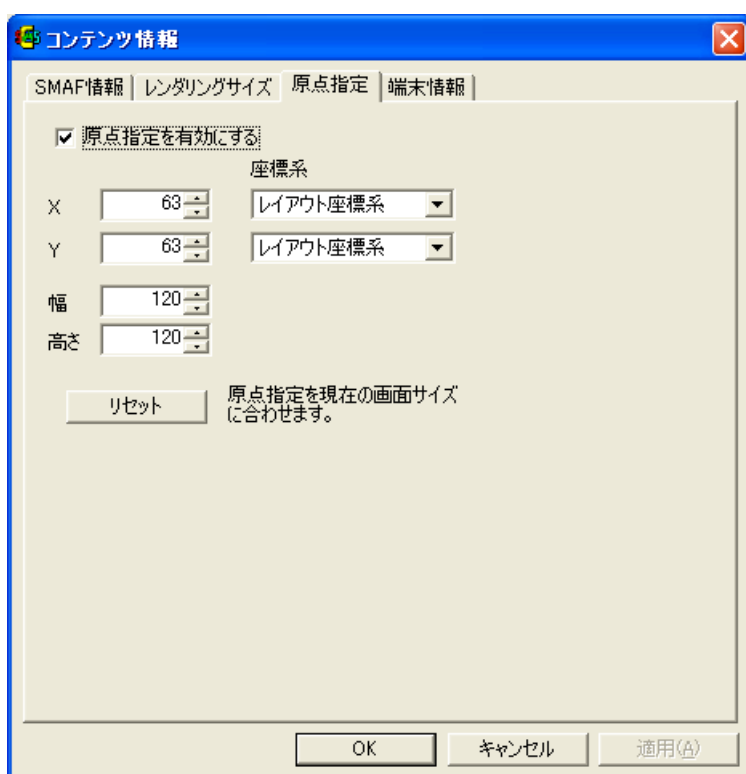 コンテンツ情報
SMAF情報 レンダリングサイズ 原点指定 端末情報
原点指定を有効にする
座標系
X 63 レイアウト座標系
Y 63 レイアウト座標系
幅 120
高さ 120
リセット 原点指定を現在の画面サイズ
に合わせます。
OK キャンセル 適用(A)